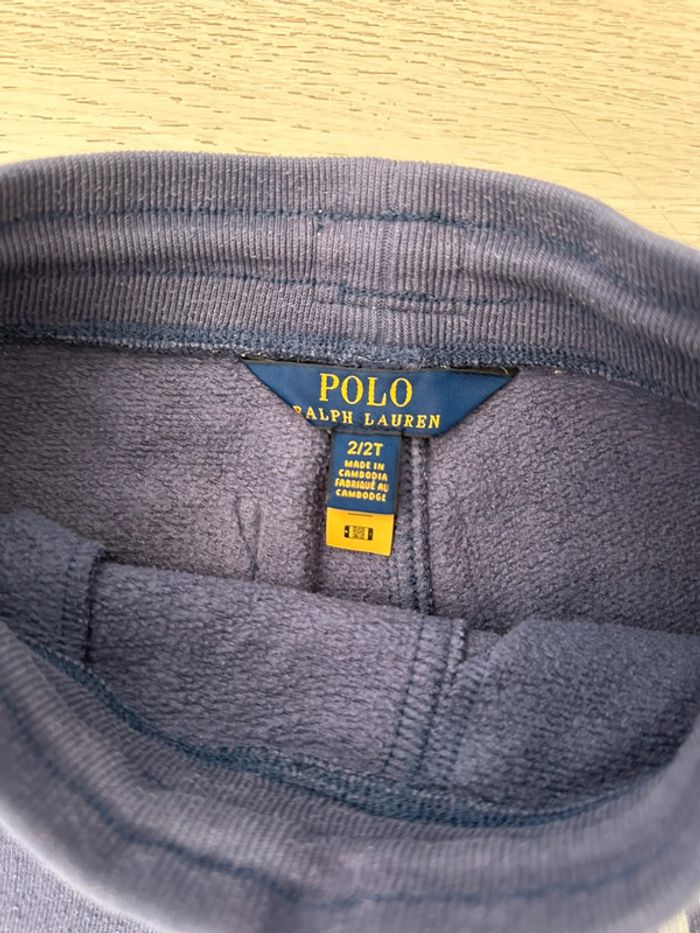 POLO
RALPH LAUREN
2/2T
MADE IN
CAMBODIA
FABRIQUÉ AU
CAMBODGE